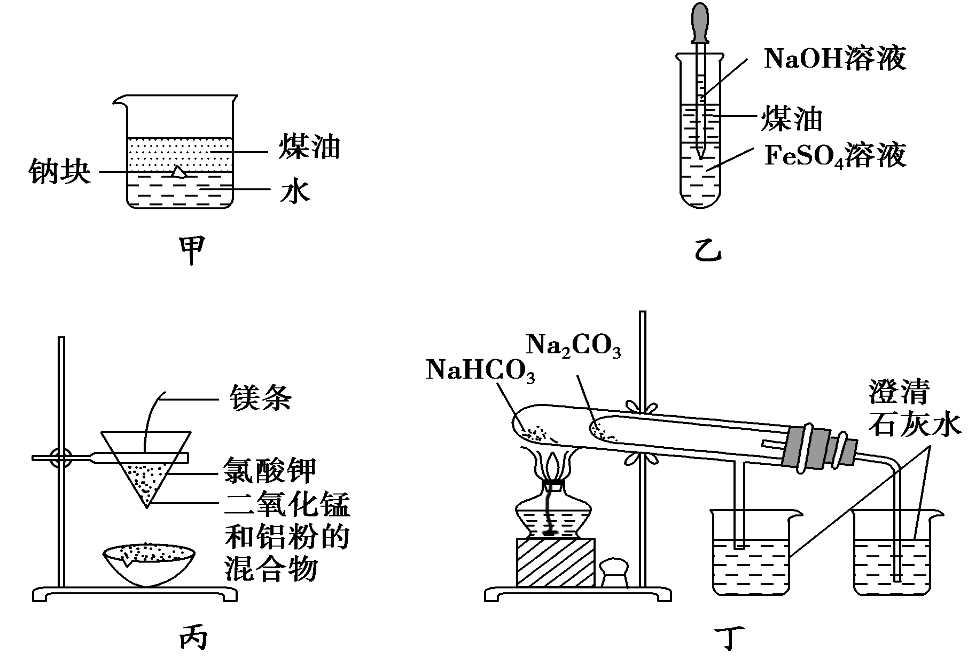 钠块
煤油
水
甲
NaOH溶液
煤油
FeSO₄溶液
乙
镁条
氯酸钾
二氧化锰
和铝粉的
混合物
丙
NaHCO₃
Na₂CO₃
澄清
石灰水
丁